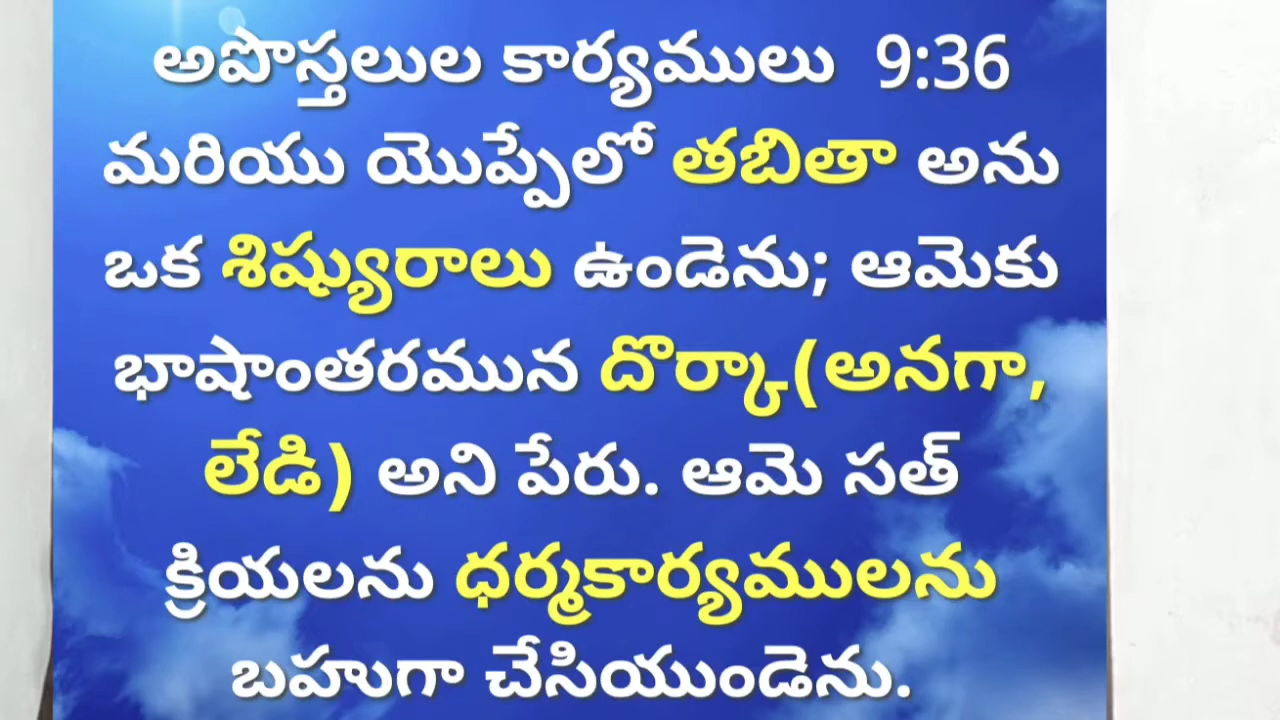 అపొస్తలుల కార్యములు 9:36
మరియు యొప్పేలో తబితా అను
ఒక శిష్యురాలు ఉండెను; ఆమెకు
భాషాంతరమున దొర్కా(అనగా,
లేడి) అని పేరు. ఆమె సత్
క్రియలను ధర్మకార్యములను
బహుగా చేసియుండెను.